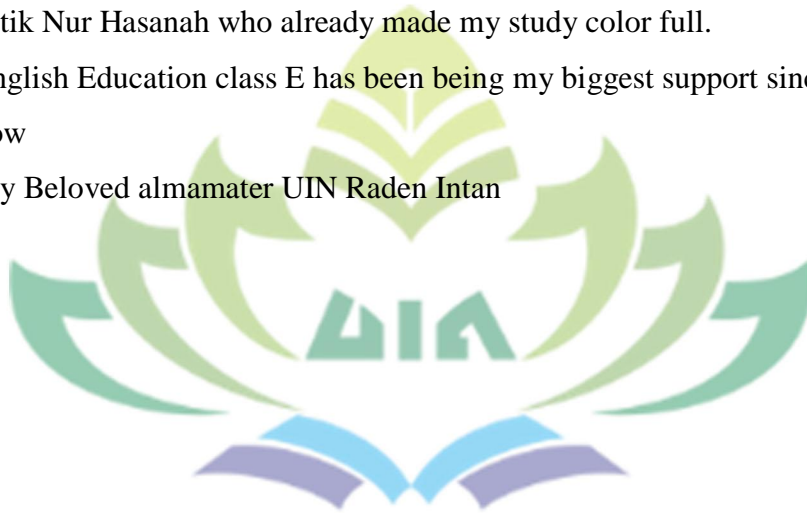 tik Nur Hasanah who already made my study color full.
nglish Education class E has been being my biggest support sinc
ow
y Beloved almamater UIN Raden Intan
UIN